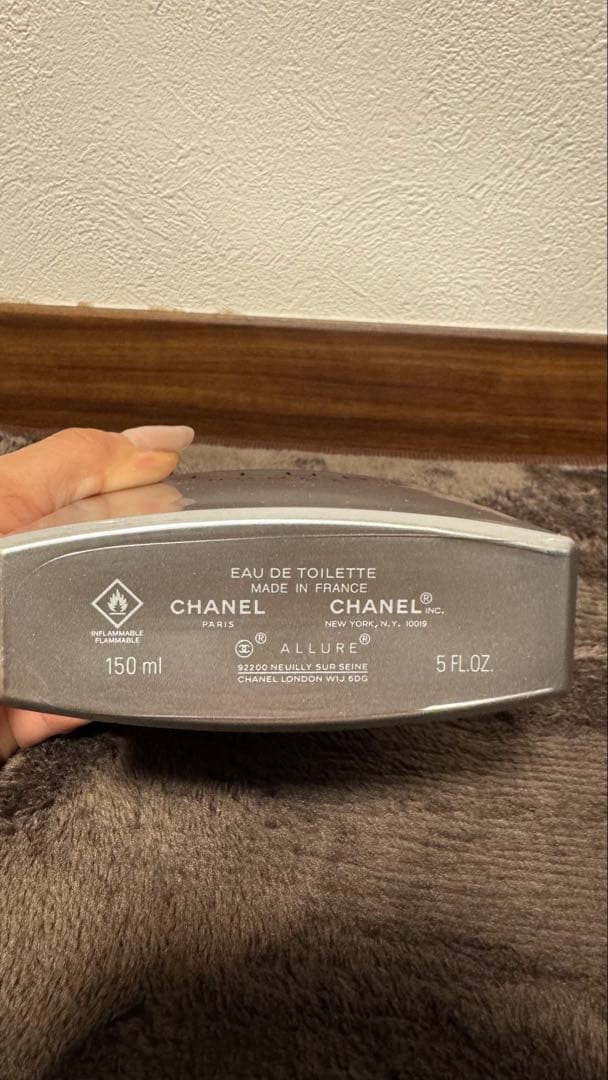 EAU DE TOILETTE
MADE IN FRANCE
CHANEL CHANEL® INC.
PARIS NEW YORK, N.Y. 10019
INFLAMMABLE
FLAMMABLE
® ALLURE®
150 ml 92200 NEUILLY SUR SEINE 5 FL.OZ.
CHANEL LONDON W1J 6DG